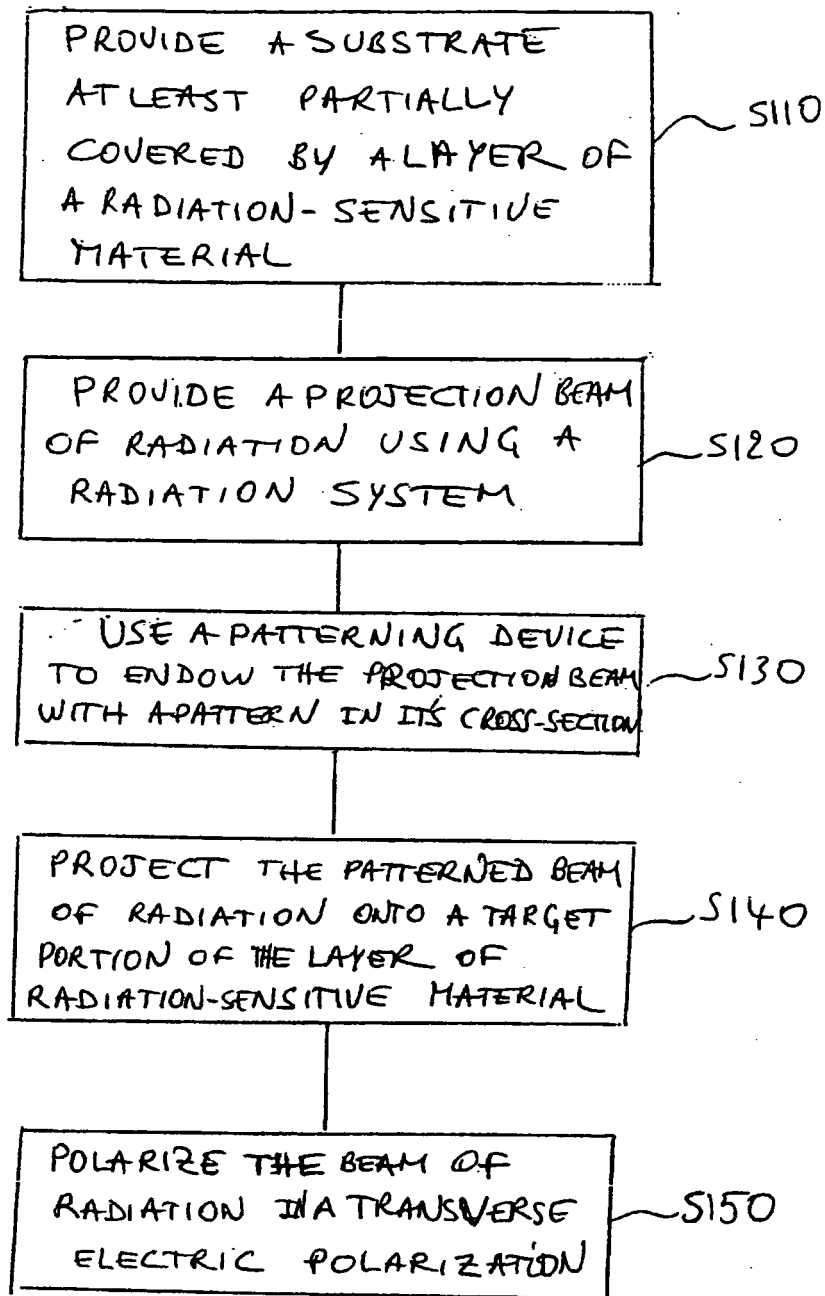 PROVIDE A SUBSTRATE
AT LEAST PARTIALLY
COVERED BY A LAYER OF
A RADIATION-SENSITIVE
MATERIAL
S110
PROVIDE A PROJECTION BEAM
OF RADIATION USING A
RADIATION SYSTEM
S120
USE A PATTERNING DEVICE
TO ENDOW THE PROJECTION BEAM
WITH A PATTERN IN ITS CROSS-SECTION
S130
PROJECT THE PATTERNED BEAM
OF RADIATION ONTO A TARGET
PORTION OF THE LAYER OF
RADIATION-SENSITIVE MATERIAL
S140
POLARIZE THE BEAM OF
RADIATION IN A TRANSVERSE
ELECTRIC POLARIZATION
S150